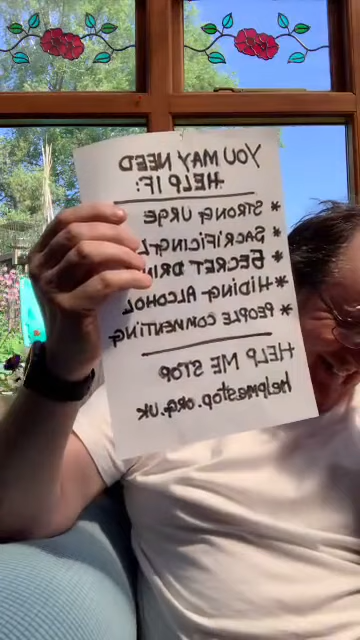 YOU MAY NEED
HELP IF:
* STRONG URGE
* SACRIFICING
* SECRET
* HIDING ALCOHOL
* PEOPLE COMMENTING
HELP ME STOP
helpmestop.org.uk